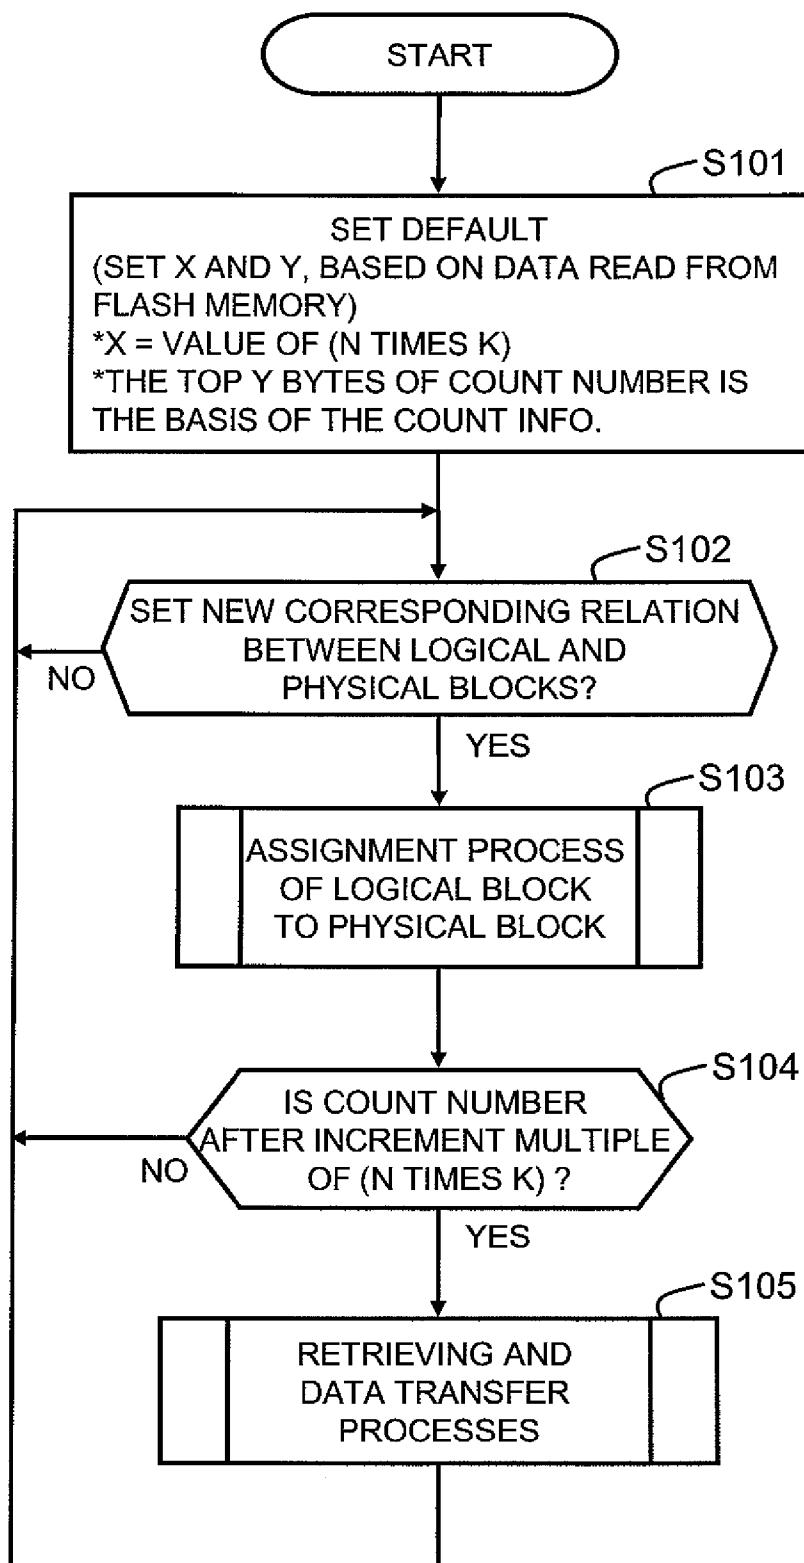 START
S101
SET DEFAULT
(SET X AND Y, BASED ON DATA READ FROM
FLASH MEMORY)
*X = VALUE OF (N TIMES K)
*THE TOP Y BYTES OF COUNT NUMBER IS
THE BASIS OF THE COUNT INFO.
S102
SET NEW CORRESPONDING RELATION
BETWEEN LOGICAL AND
PHYSICAL BLOCKS?
NO
YES
S103
ASSIGNMENT PROCESS
OF LOGICAL BLOCK
TO PHYSICAL BLOCK
S104
IS COUNT NUMBER
AFTER INCREMENT MULTIPLE
OF (N TIMES K) ?
NO
YES
S105
RETRIEVING AND
DATA TRANSFER
PROCESSES